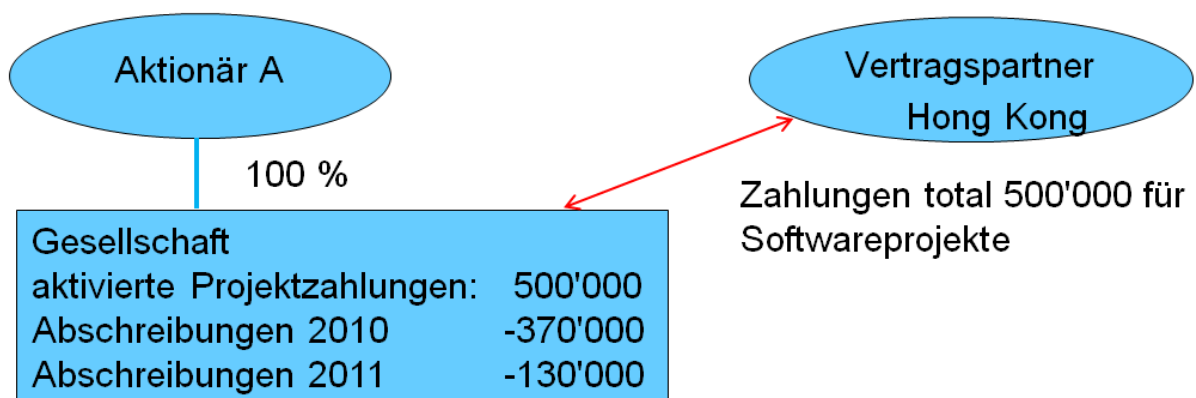 Aktionär A
Vertragspartner
Hong Kong
100 %
Zahlungen total 500'000 für
Softwareprojekte
Gesellschaft
aktivierte Projektzahlungen: 500'000
Abschreibungen 2010 -370'000
Abschreibungen 2011 -130'000